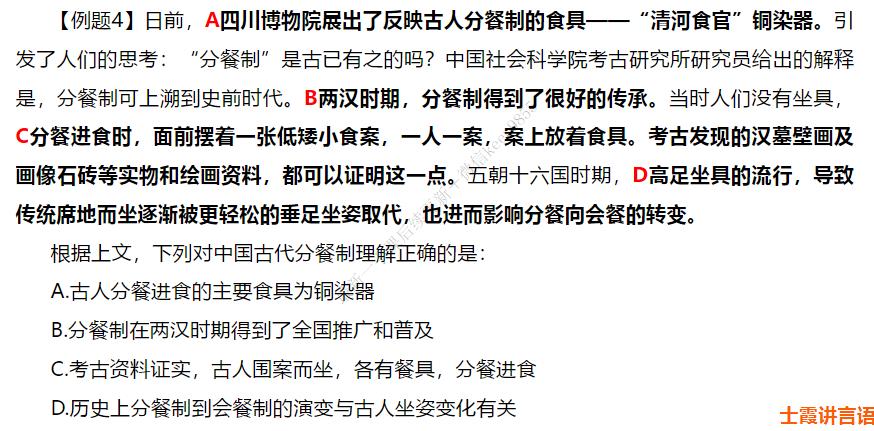 【例题4】日前，A四川博物院展出了反映古人分餐制的食具——“清河食官”铜染器。引
发了人们的思考：“分餐制”是古已有之的吗？中国社会科学院考古研究所研究员给出的解释
是，分餐制可上溯到史前时代。B两汉时期，分餐制得到了很好的传承。当时人们没有坐具，
C分餐进食时，面前摆着一张低矮小食案，一人一案，案上放着食具。考古发现的汉墓壁画及
画像石砖等实物和绘画资料，都可以证明这一点。五朝十六国时期，D高足坐具的流行，导致
传统席地而坐逐渐被更轻松的垂足坐姿取代，也进而影响分餐向会餐的转变。
根据上文，下列对中国古代分餐制理解正确的是：
A.古人分餐进食的主要食具为铜染器
B.分餐制在两汉时期得到了全国推广和普及
C.考古资料证实，古人围案而坐，各有餐具，分餐进食
D.历史上分餐制到会餐制的演变与古人坐姿变化有关
士霞讲言语